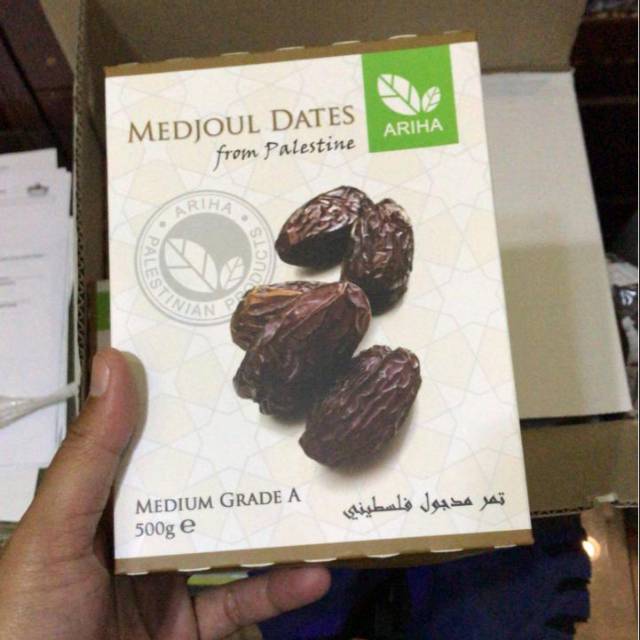 MEDJOUL DATES
from Palestine
ARIHA
• ARIHA •
PALESTINIAN PRODUCTS
MEDIUM GRADE A
500g ℮
تمر مدجول فلسطيني